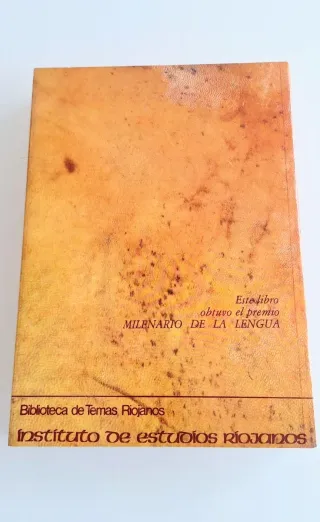 Este libro
obtuvo el premio
MILENARIO DE LA LENGUA
Biblioteca de Temas Riojanos
instituto de estudios Riojanos